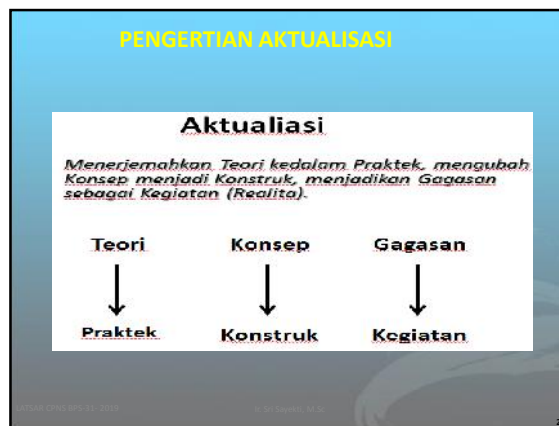 PENGERTIAN AKTUALISASI
Aktualiasi
Menerjemahkan Teori kedalam Praktek, mengubah
Konsep menjadi Konstruk, menjadikan Gagasan
sebagai Kegiatan (Realita).
Teori Konsep Gagasan
Praktek Konstruk Kegiatan